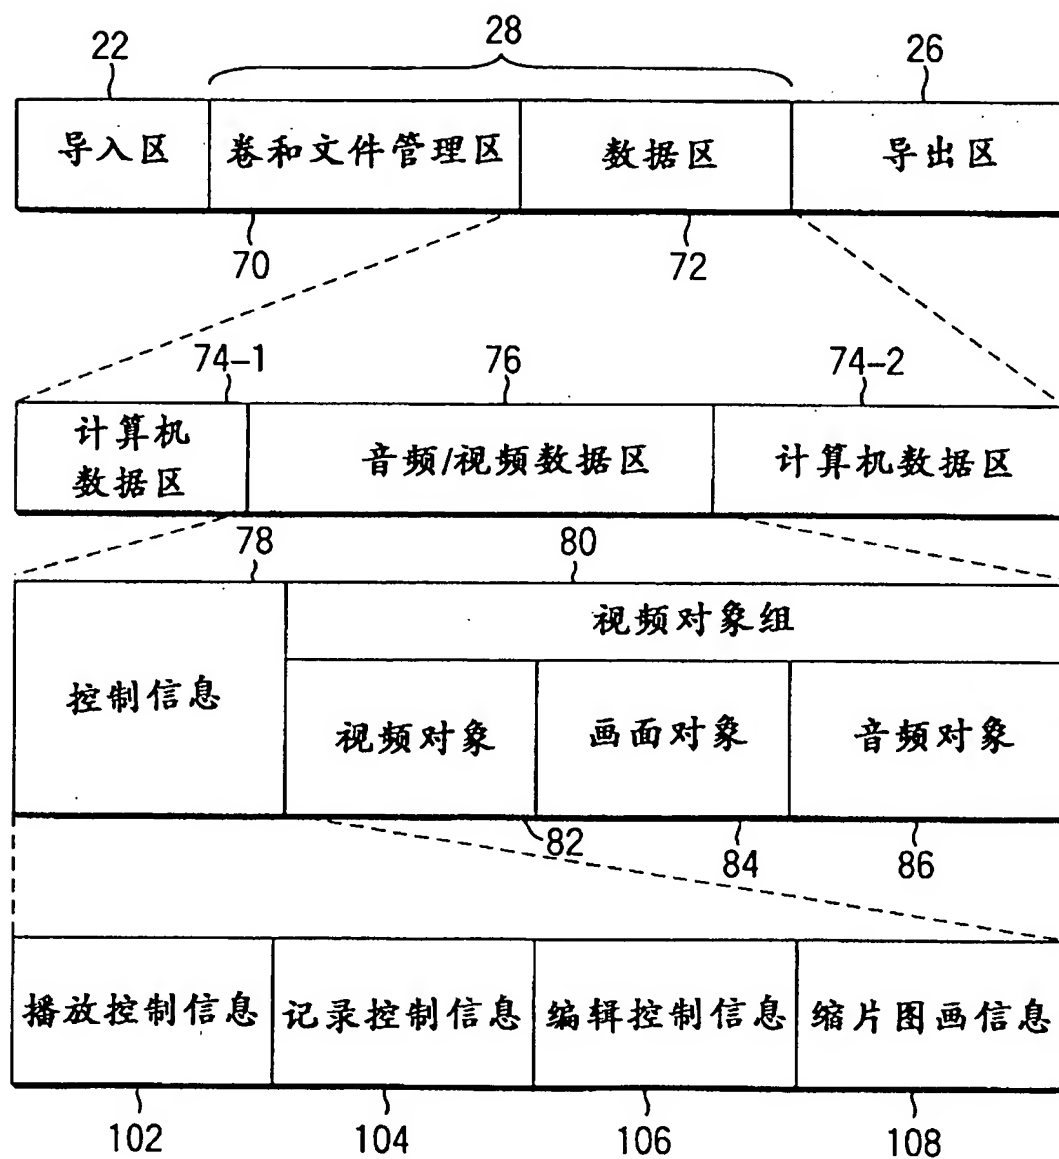 22
28
26
导入区
卷和文件管理区
数据区
导出区
70
72
74-1
76
74-2
计算机
数据区
音频/视频数据区
计算机数据区
78
80
控制信息
视频对象组
视频对象
画面对象
音频对象
82
84
86
播放控制信息
记录控制信息
编辑控制信息
缩片图画信息
102
104
106
108